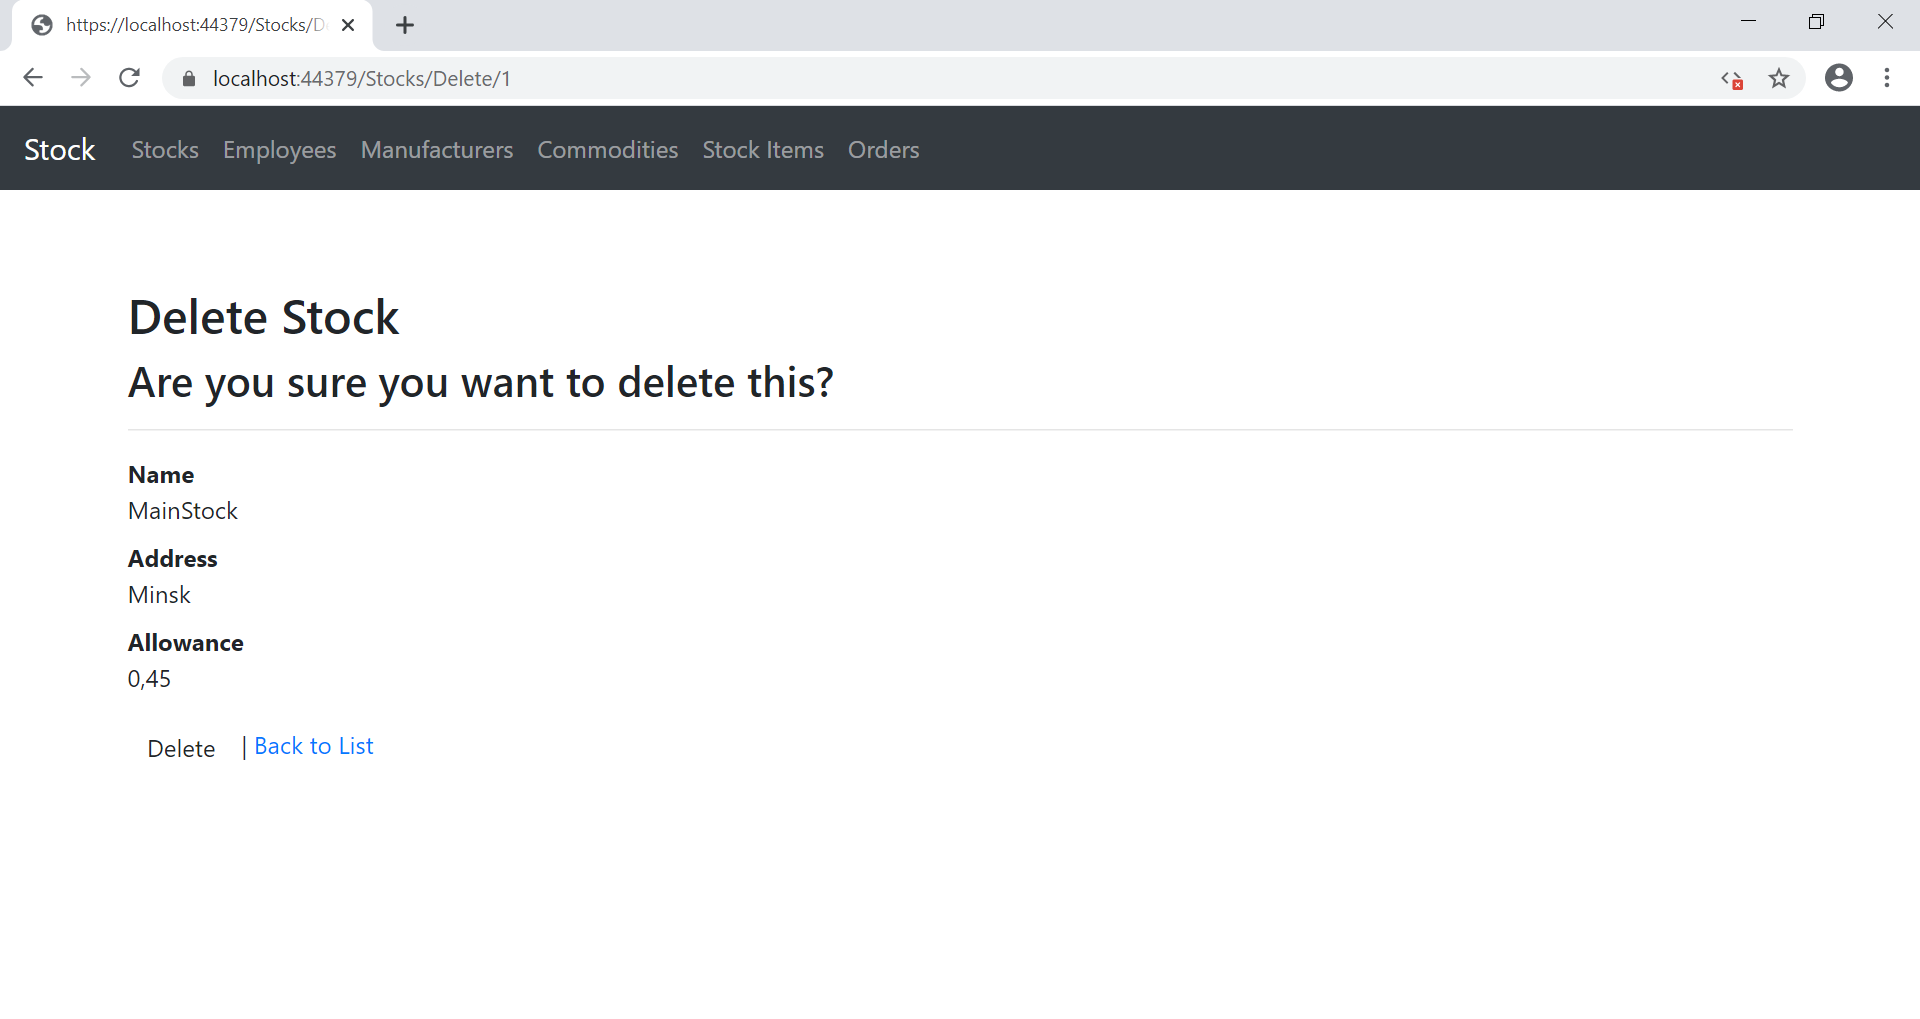 https://localhost:44379/Stocks/D
localhost:44379/Stocks/Delete/1
Stock Stocks Employees Manufacturers Commodities Stock Items Orders
Delete Stock
Are you sure you want to delete this?
Name
MainStock
Address
Minsk
Allowance
0,45
Delete | Back to List